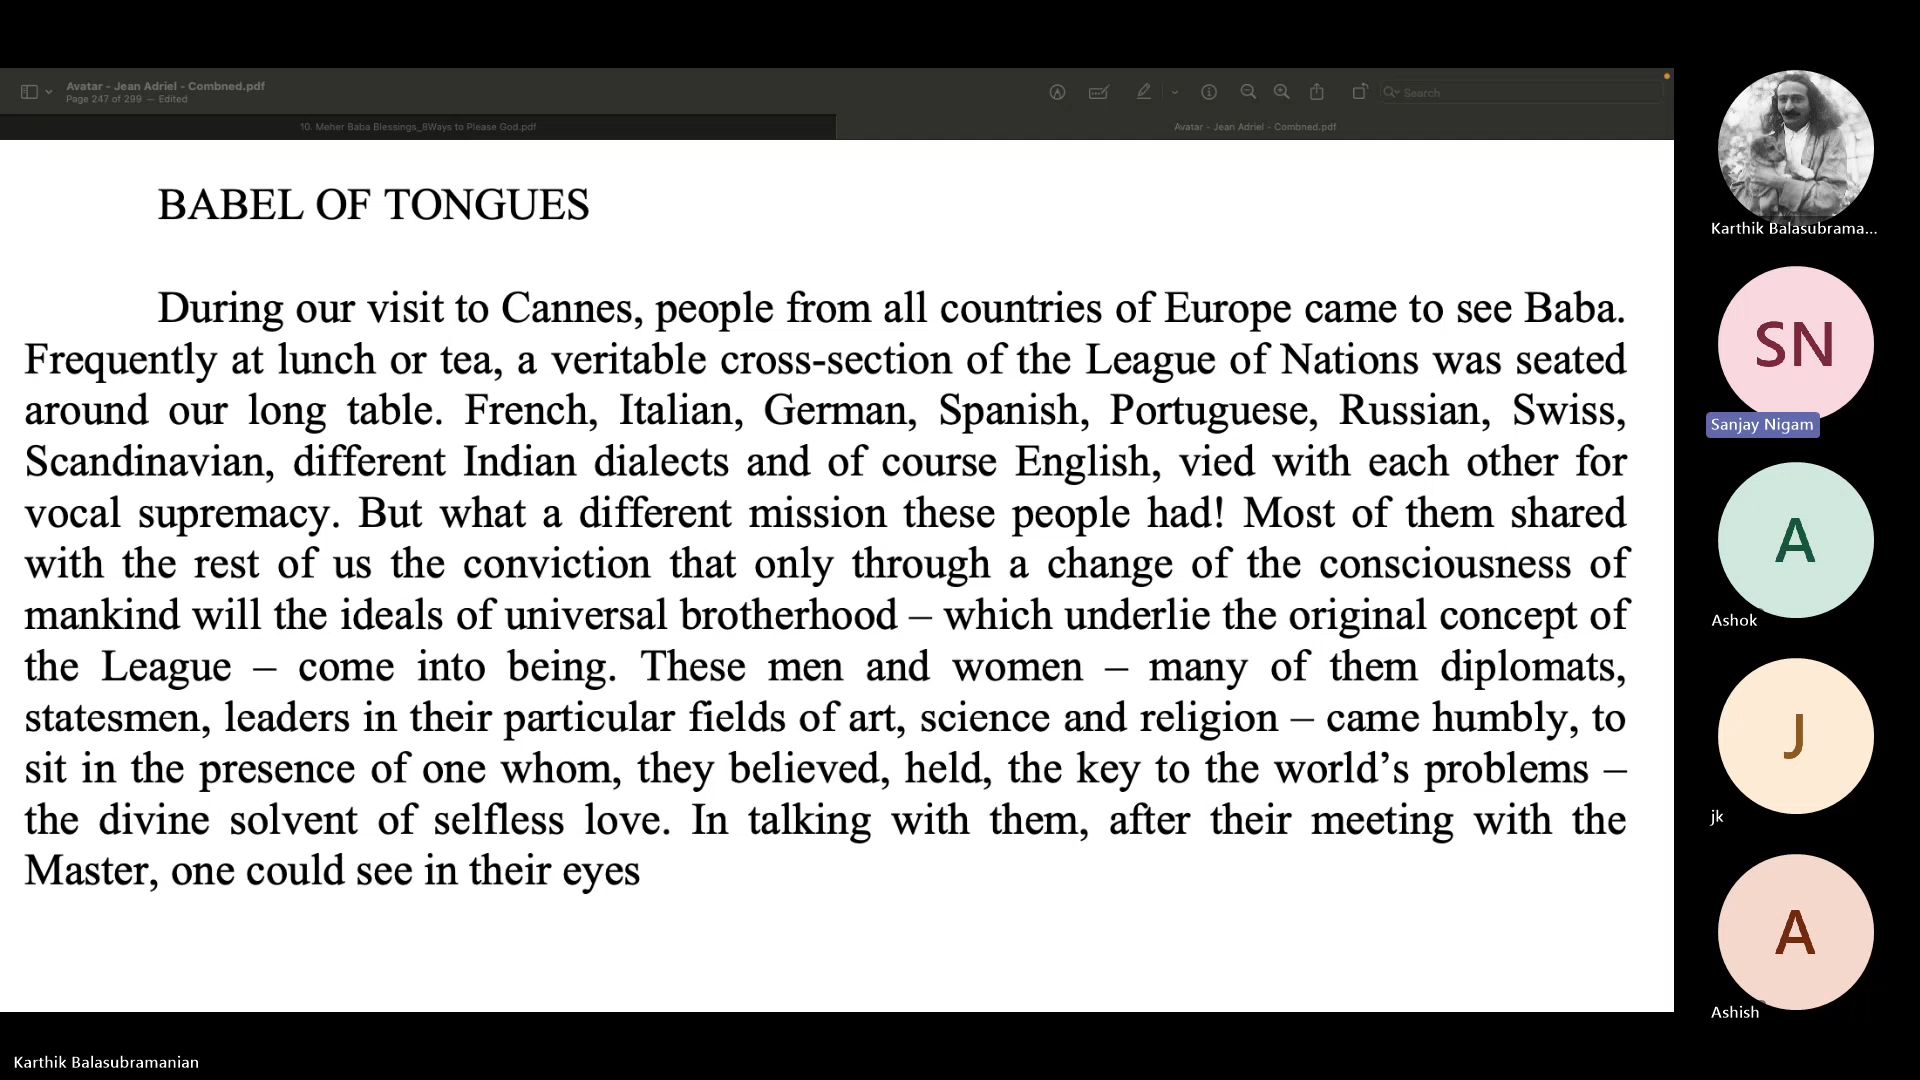 Avatar - Jean Adriel - Combned.pdf
Page 247 of 299 — Edited
Search
10. Meher Baba Blessings_8Ways to Please God.pdf
Avatar - Jean Adriel - Combned.pdf
BABEL OF TONGUES
During our visit to Cannes, people from all countries of Europe came to see Baba.
Frequently at lunch or tea, a veritable cross-section of the League of Nations was seated
around our long table. French, Italian, German, Spanish, Portuguese, Russian, Swiss,
Scandinavian, different Indian dialects and of course English, vied with each other for
vocal supremacy. But what a different mission these people had! Most of them shared
with the rest of us the conviction that only through a change of the consciousness of
mankind will the ideals of universal brotherhood – which underlie the original concept of
the League – come into being. These men and women – many of them diplomats,
statesmen, leaders in their particular fields of art, science and religion – came humbly, to
sit in the presence of one whom, they believed, held, the key to the world’s problems –
the divine solvent of selfless love. In talking with them, after their meeting with the
Master, one could see in their eyes
Karthik Balasubrama...
SN
Sanjay Nigam
A
Ashok
J
jk
A
Ashish
Karthik Balasubramanian